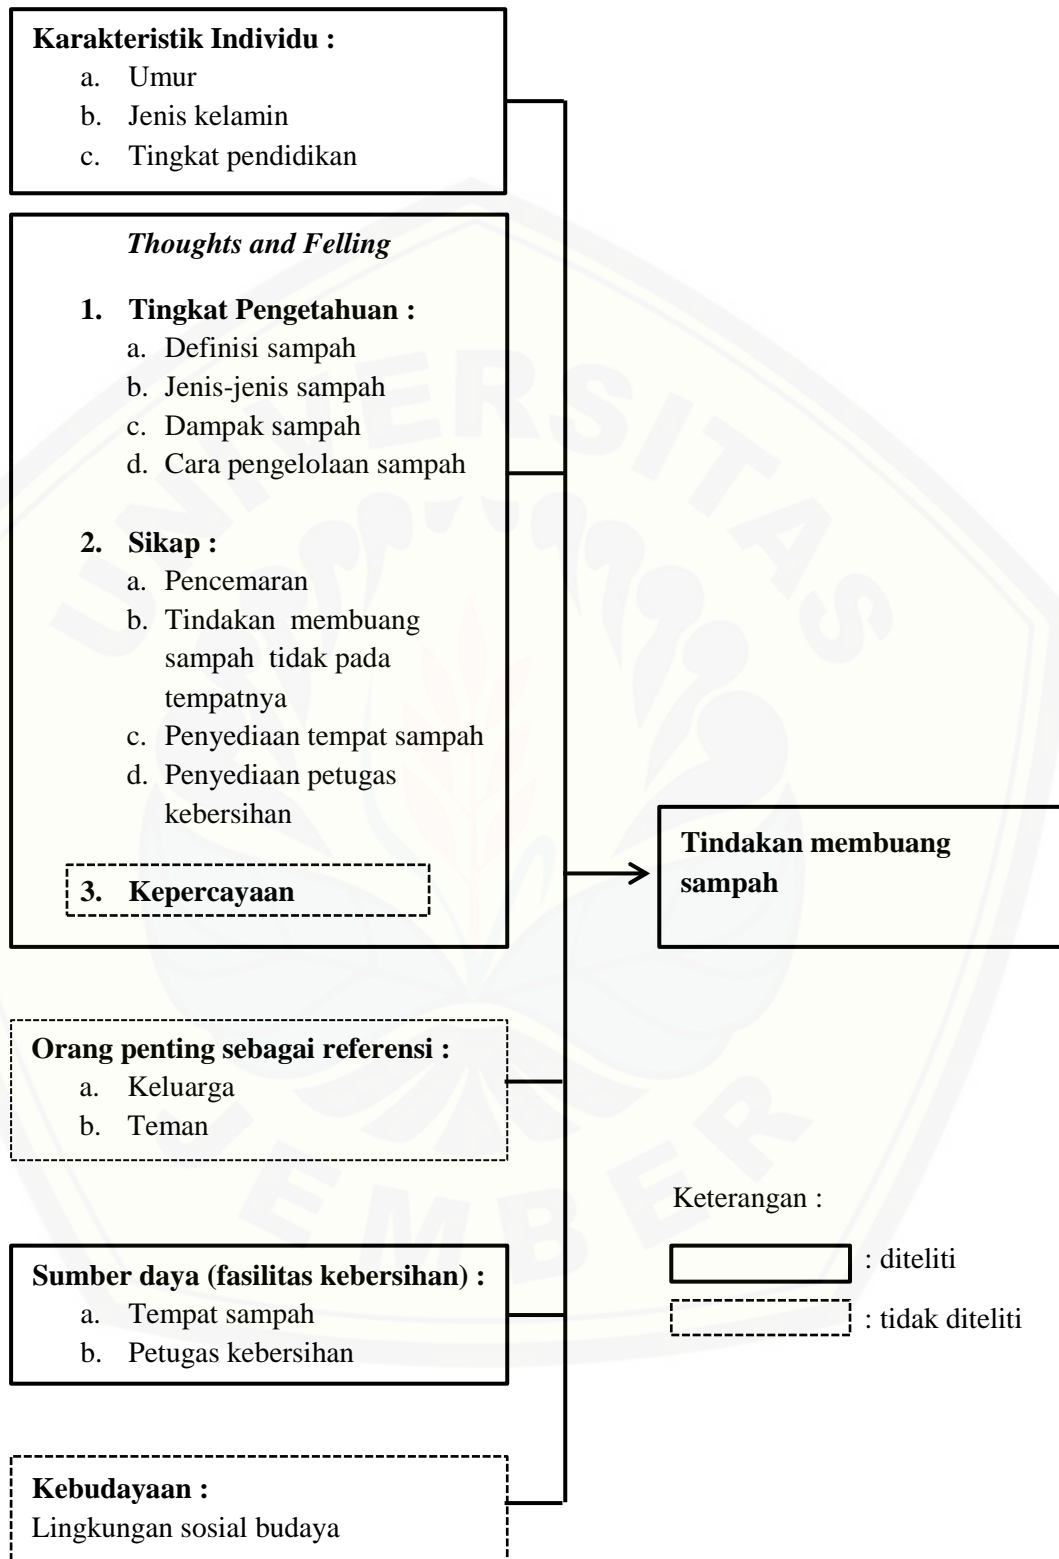 Karakteristik Individu :
a. Umur
b. Jenis kelamin
c. Tingkat pendidikan
Thoughts and Felling
1. Tingkat Pengetahuan :
a. Definisi sampah
b. Jenis-jenis sampah
c. Dampak sampah
d. Cara pengelolaan sampah
2. Sikap :
a. Pencemaran
b. Tindakan membuang
sampah tidak pada
tempatnya
c. Penyediaan tempat sampah
d. Penyediaan petugas
kebersihan
3. Kepercayaan
Tindakan membuang
sampah
Orang penting sebagai referensi :
a. Keluarga
b. Teman
Sumber daya (fasilitas kebersihan) :
a. Tempat sampah
b. Petugas kebersihan
Kebudayaan :
Lingkungan sosial budaya
Keterangan :
: diteliti
: tidak diteliti
UNIVERSITAS
JEMBER